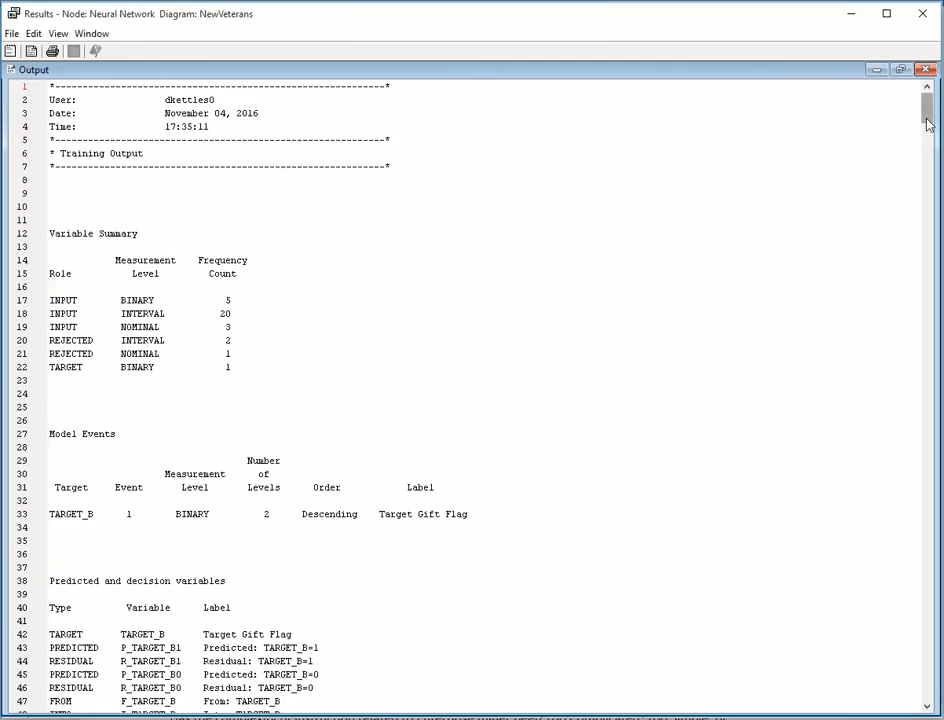 Results - Node: Neural Network Diagram: NewVeterans
File Edit View Window
Output
1 *------------------------------------------------------------*
2 User: dkettles0
3 Date: November 04, 2016
4 Time: 17:35:11
5 *------------------------------------------------------------*
6 * Training Output
7 *------------------------------------------------------------*
8
9
10
11
12 Variable Summary
13
14 Measurement Frequency
15 Role Level Count
16
17 INPUT BINARY 5
18 INPUT INTERVAL 20
19 INPUT NOMINAL 3
20 REJECTED INTERVAL 2
21 REJECTED NOMINAL 1
22 TARGET BINARY 1
23
24
25
26
27 Model Events
28
29 Number
30 Measurement of
31 Target Event Level Levels Order Label
32
33 TARGET_B 1 BINARY 2 Descending Target Gift Flag
34
35
36
37
38 Predicted and decision variables
39
40 Type Variable Label
41
42 TARGET TARGET_B Target Gift Flag
43 PREDICTED P_TARGET_B1 Predicted: TARGET_B=1
44 RESIDUAL R_TARGET_B1 Residual: TARGET_B=1
45 PREDICTED P_TARGET_B0 Predicted: TARGET_B=0
46 RESIDUAL R_TARGET_B0 Residual: TARGET_B=0
47 FROM F_TARGET_B From: TARGET_B